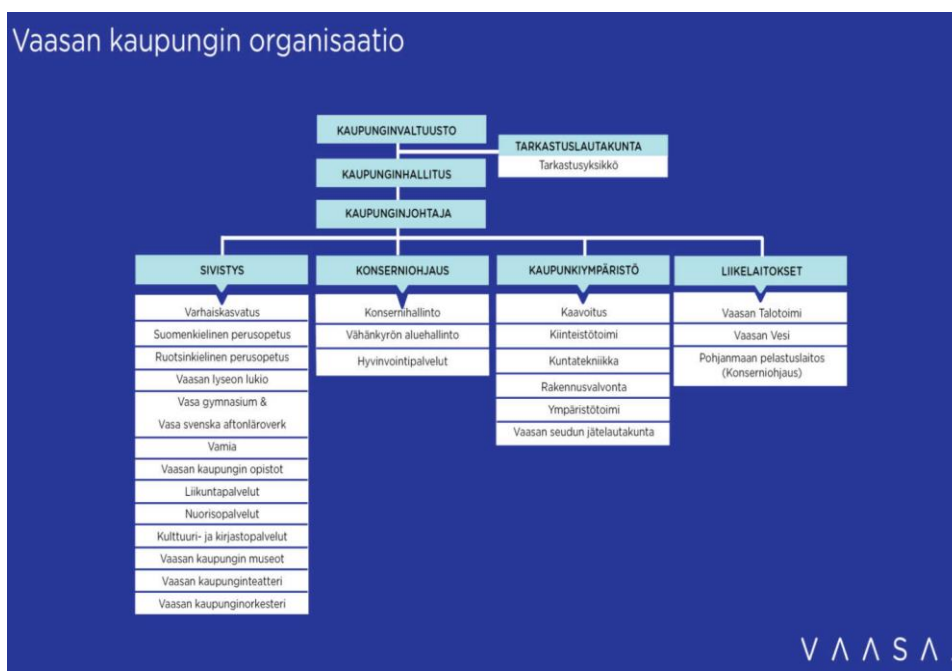 Vaasan kaupungin organisaatio
KAUPUNGINVALTUUSTO
TARKASTUSLAUTAKUNTA
Tarkastusyksikkö
KAUPUNGINHALLITUS
KAUPUNGINJOHTAJA
SIVISTYS
Varhaiskasvatus
Suomenkielinen perusopetus
Ruotsinkielinen perusopetus
Vaasan lyseon lukio
Vasa gymnasium &
Vasa svenska aftonläroverk
Vamia
Vaasan kaupungin opistot
Liikuntapalvelut
Nuorisopalvelut
Kulttuuri- ja kirjastopalvelut
Vaasan kaupungin museot
Vaasan kaupunginteatteri
Vaasan kaupunginorkesteri
KONSERNIOHJAUS
Konsernihallinto
Vähänkyrön aluehallinto
Hyvinvointipalvelut
KAUPUNKIYMPÄRISTÖ
Kaavoitus
Kiinteistötoimi
Kuntatekniikka
Rakennusvalvonta
Ympäristötoimi
Vaasan seudun jätelautakunta
LIIKELAITOKSET
Vaasan Talotoimi
Vaasan Vesi
Pohjanmaan pelastuslaitos
(Konserniohjaus)
VAASA.